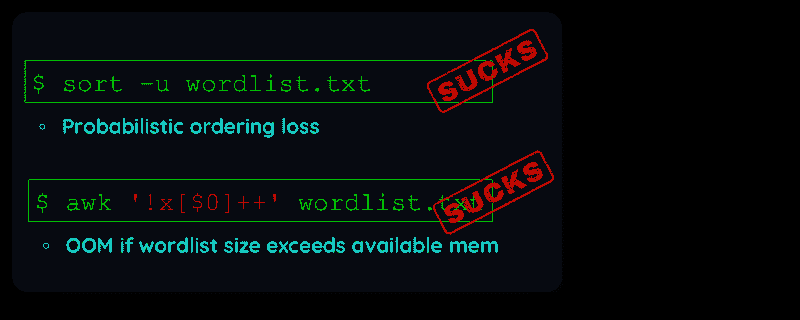 $ sort -u wordlist.txt
SUCKS
Probabilistic ordering loss
$ awk '!x[$0]++' wordlist.txt
SUCKS
OOM if wordlist size exceeds available mem